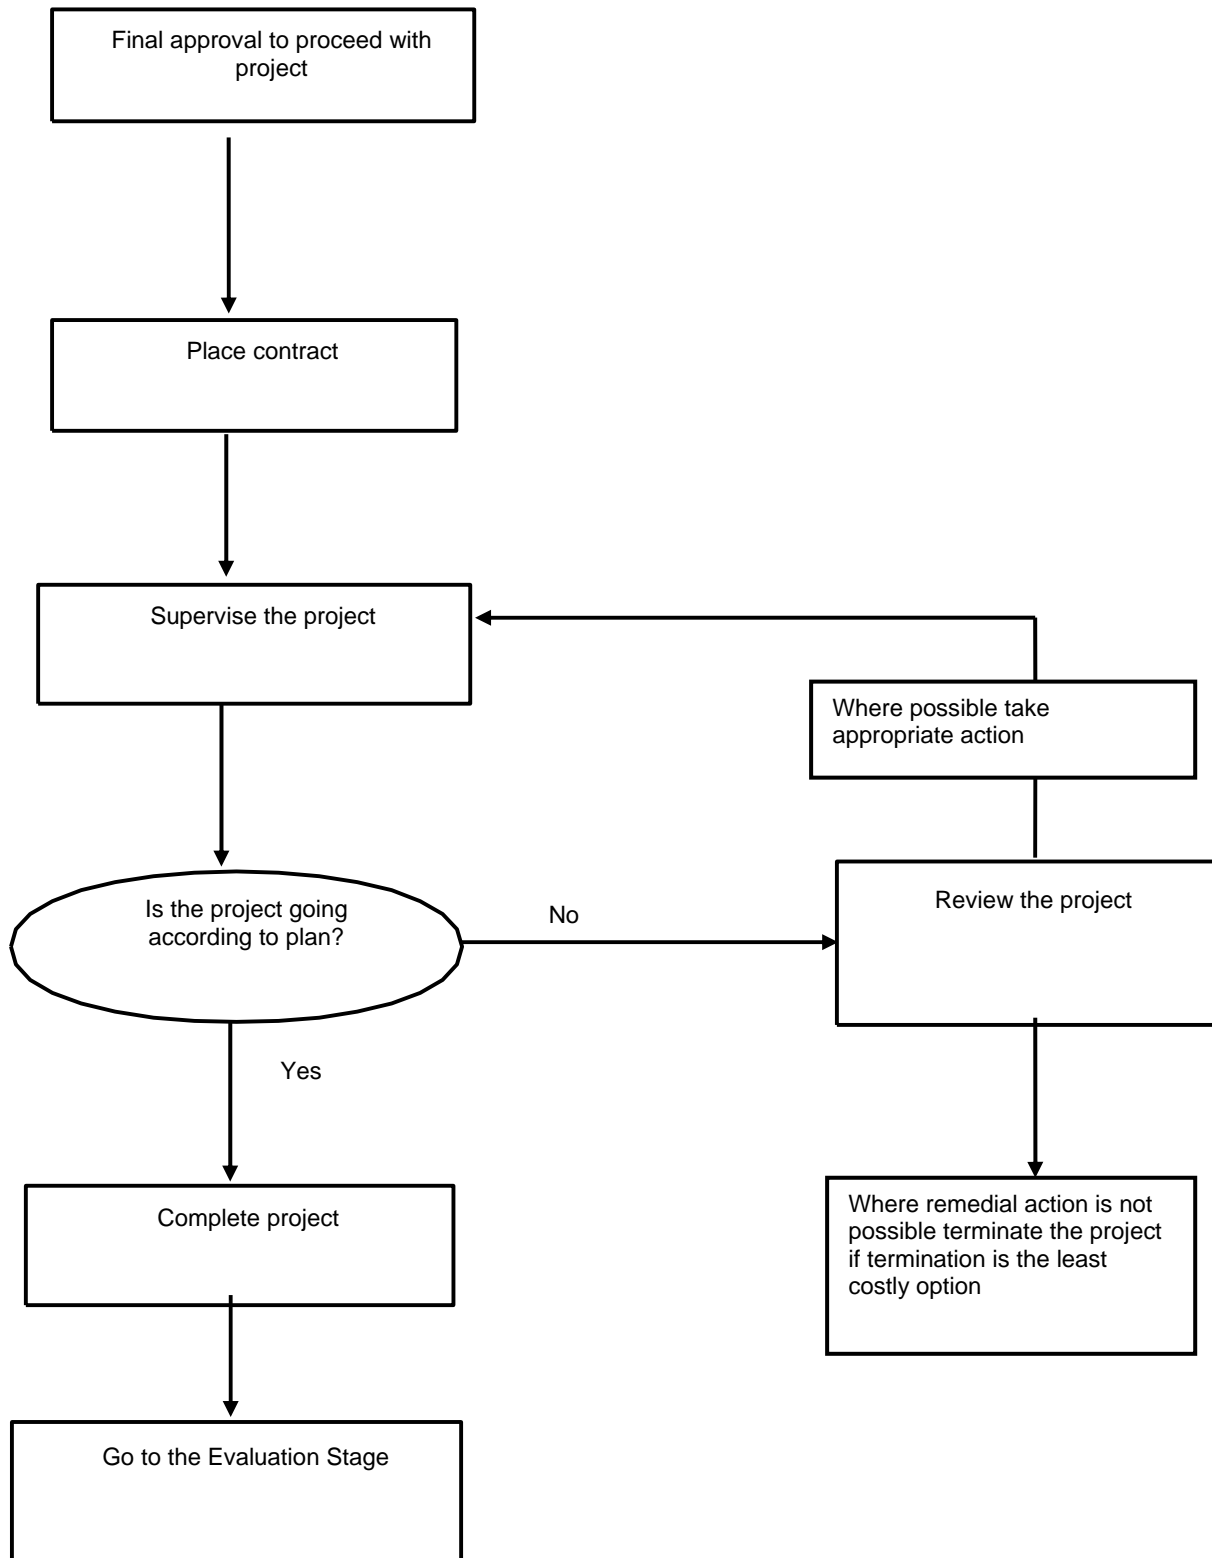 Final approval to proceed with
project
Place contract
Supervise the project
Where possible take
appropriate action
Is the project going
according to plan?
No
Review the project
Yes
Complete project
Where remedial action is not
possible terminate the project
if termination is the least
costly option
Go to the Evaluation Stage